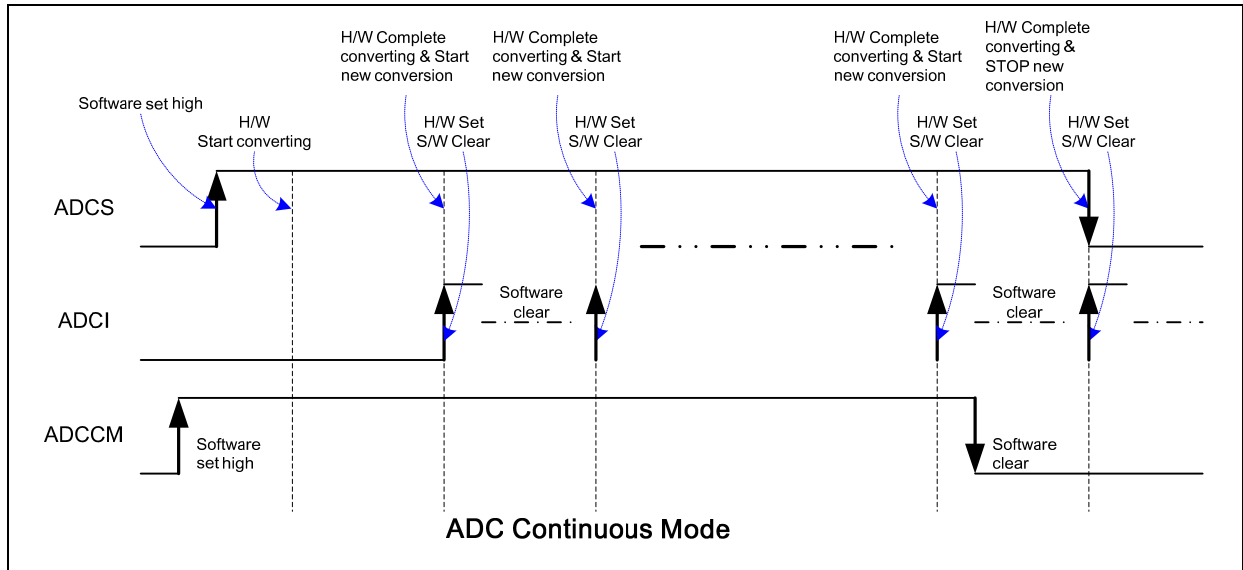 Software set high
H/W
Start converting
H/W Complete
converting & Start
new conversion
H/W Complete
converting & Start
new conversion
H/W Complete
converting & Start
new conversion
H/W Complete
converting &
STOP new
conversion
H/W Set
S/W Clear
H/W Set
S/W Clear
H/W Set
S/W Clear
H/W Set
S/W Clear
ADCS
ADCI
Software
clear
Software
clear
ADCCM
Software
set high
Software
clear
ADC Continuous Mode